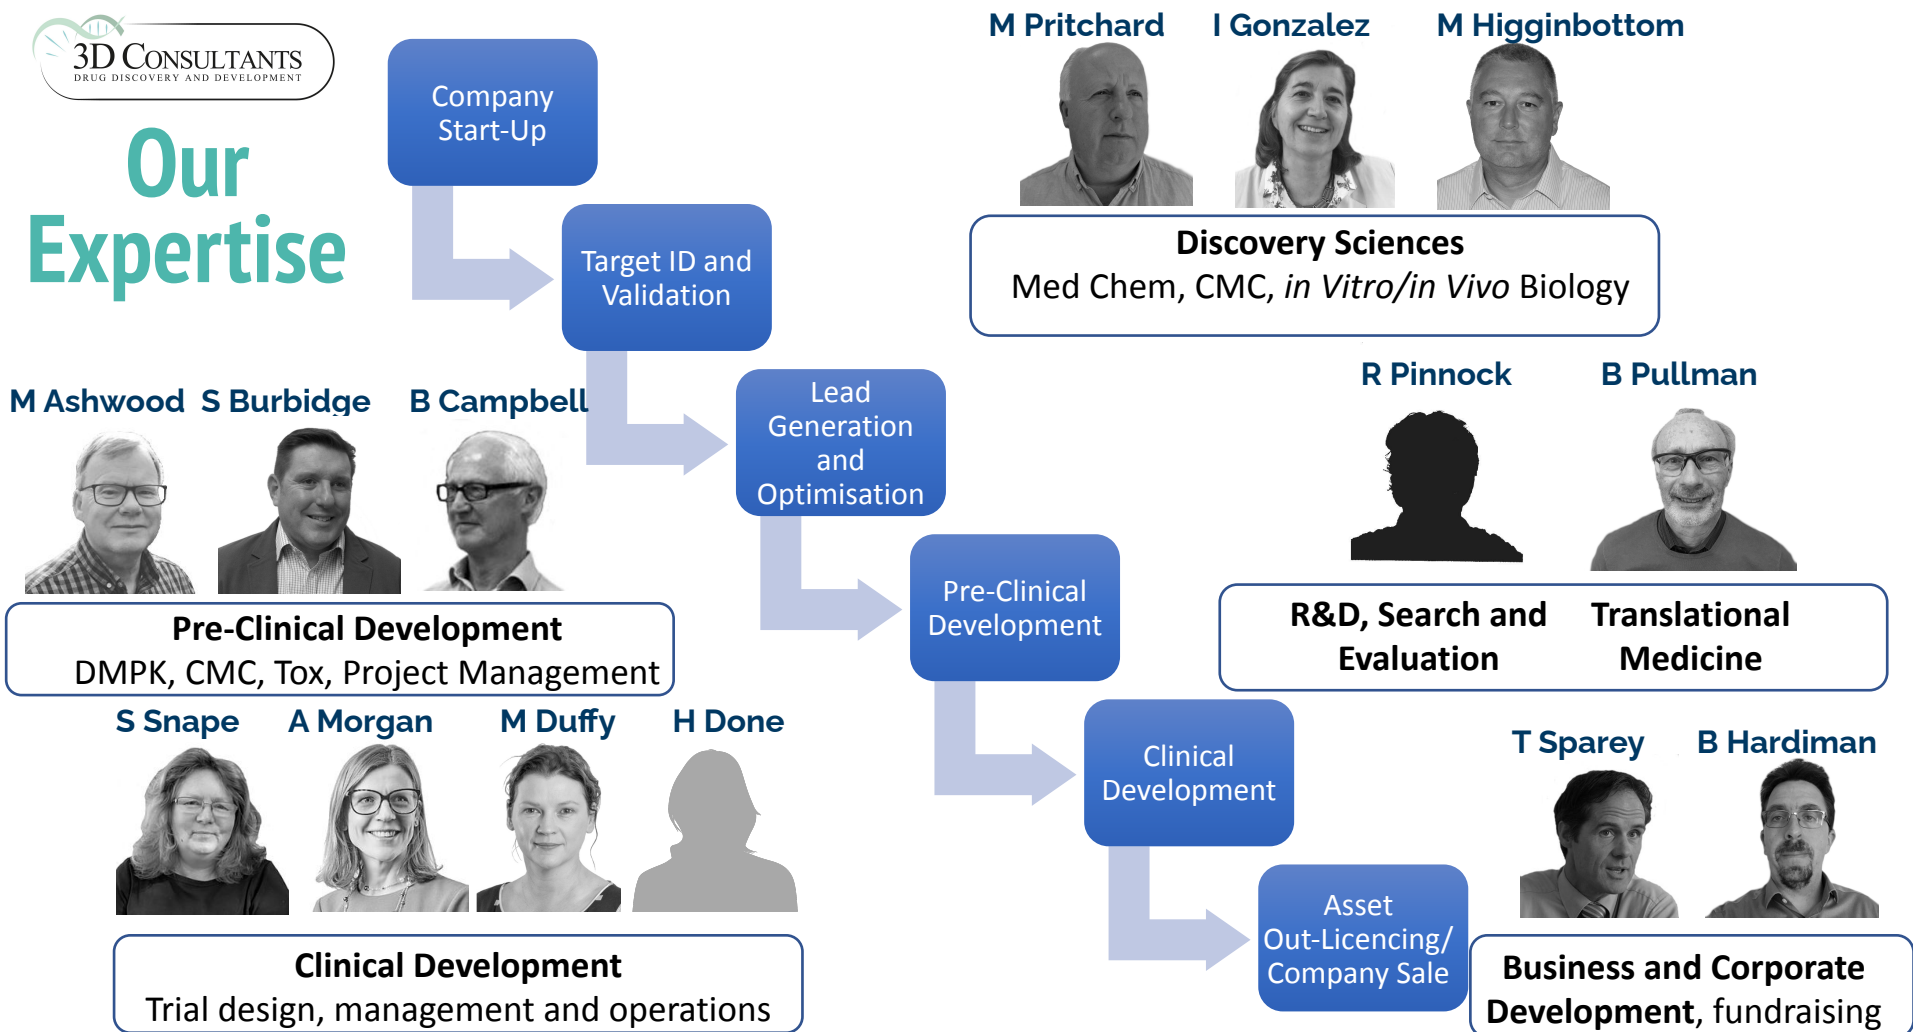 3D CONSULTANTS
DRUG DISCOVERY AND DEVELOPMENT
Our
Expertise
Company
Start-Up
Target ID and
Validation
Lead
Generation
and
Optimisation
Pre-Clinical
Development
Clinical
Development
Asset
Out-Licencing/
Company Sale
M Pritchard I Gonzalez M Higginbottom
Discovery Sciences
Med Chem, CMC, in Vitro/in Vivo Biology
M Ashwood S Burbidge B Campbell
Pre-Clinical Development
DMPK, CMC, Tox, Project Management
R Pinnock B Pullman
R&D, Search and
Evaluation
Translational
Medicine
S Snape A Morgan M Duffy H Done
Clinical Development
Trial design, management and operations
T Sparey B Hardiman
Business and Corporate
Development, fundraising